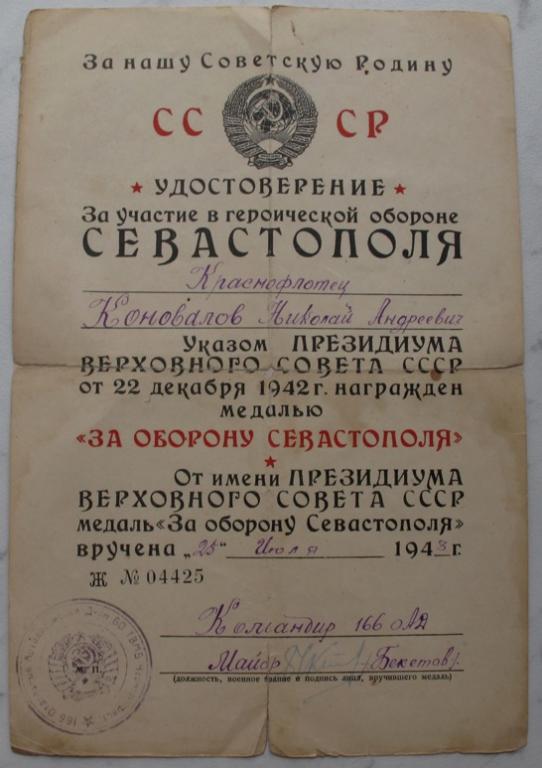 За нашу Советскую Родину
СС СР
УДОСТОВЕРЕНИЕ
За участие в героической обороне
СЕВАСТОПОЛЯ
Краснофлотец
Коновалов Николай Андреевич
Указом ПРЕЗИДИУМА
ВЕРХОВНОГО СОВЕТА СССР
от 22 декабря 1942 г. награжден
медалью
«ЗА ОБОРОНУ СЕВАСТОПОЛЯ»
От имени ПРЕЗИДИУМА
ВЕРХОВНОГО СОВЕТА СССР
медаль «За оборону Севастополя»
вручена „25“ Июля 1943 г.
Ж № 04425
Командир 166 оАД
Майор (Бекетов)
(должность, военное звание и подпись лица, вручившего медаль)
М. П.